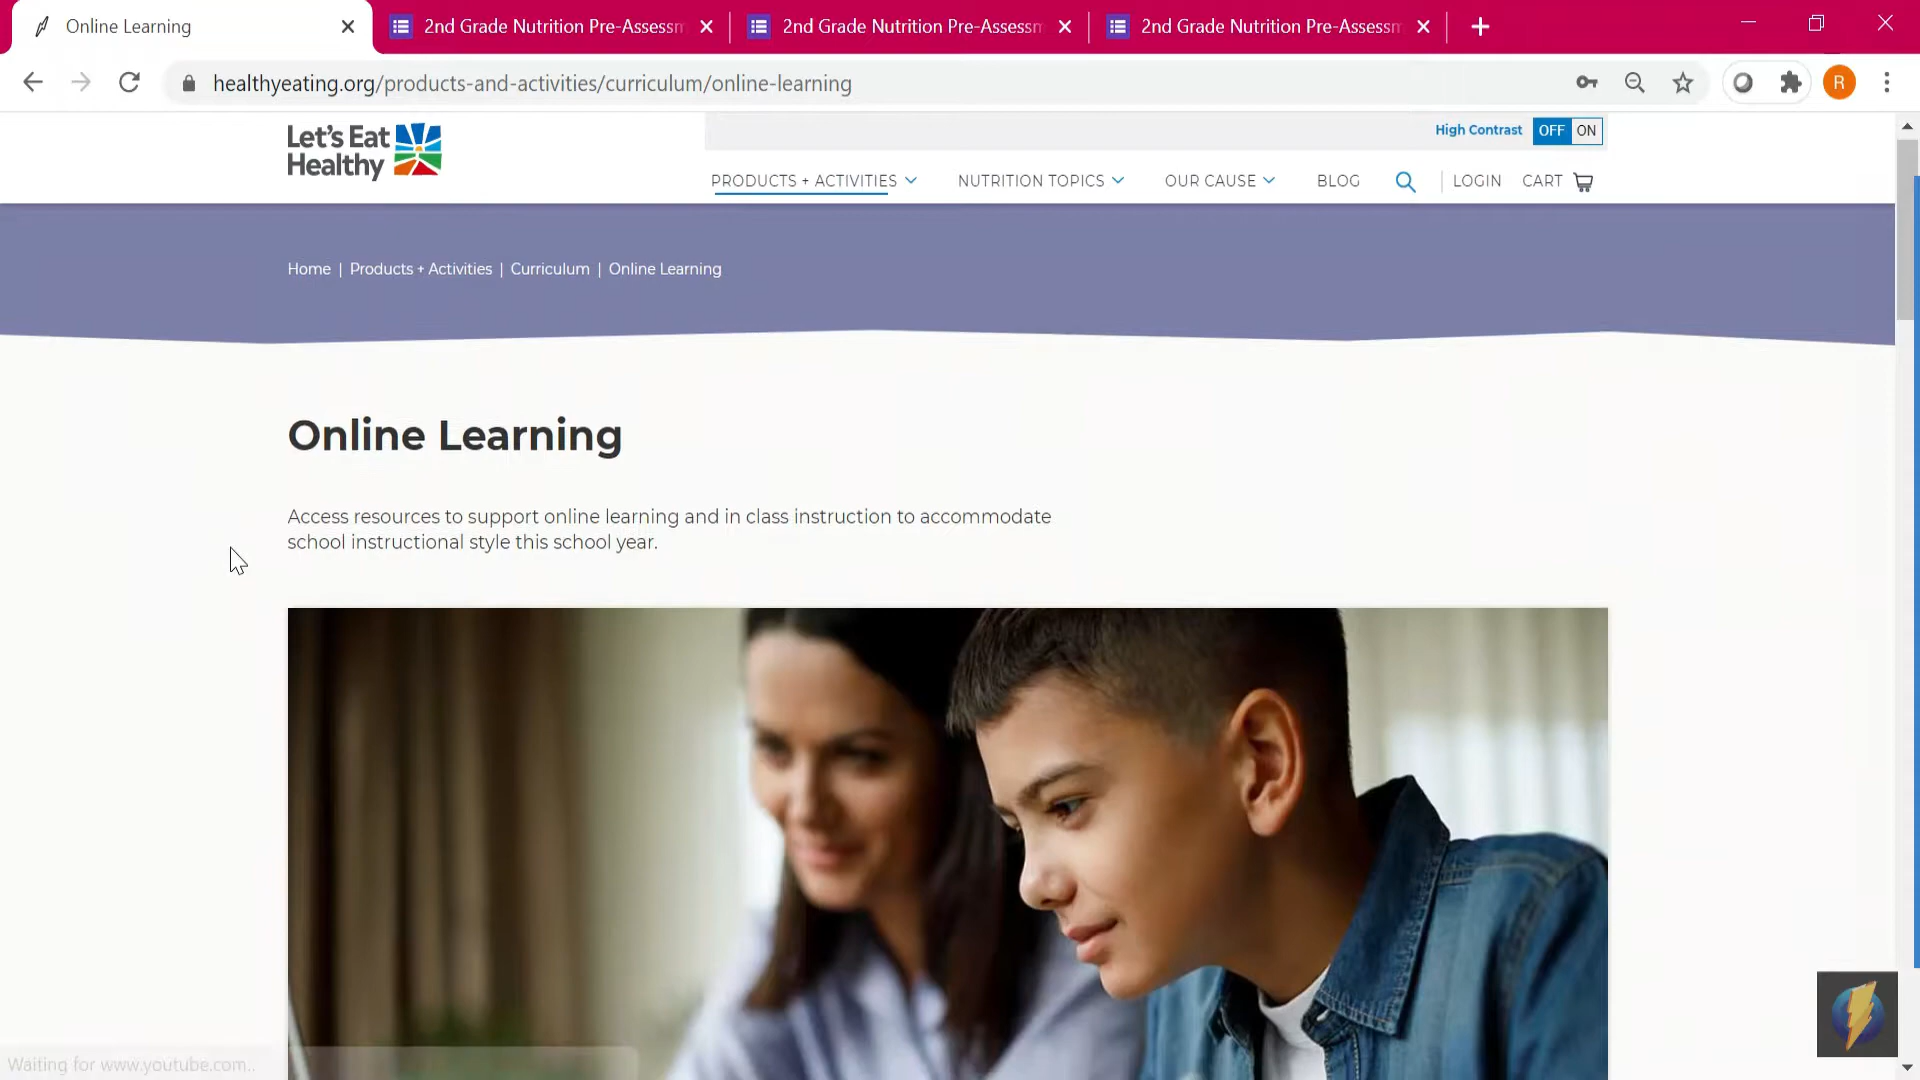 Online Learning
2nd Grade Nutrition Pre-Assessm
2nd Grade Nutrition Pre-Assessm
2nd Grade Nutrition Pre-Assessm
healthyeating.org/products-and-activities/curriculum/online-learning
R
Let's Eat
Healthy
High Contrast OFF ON
PRODUCTS + ACTIVITIES NUTRITION TOPICS OUR CAUSE BLOG LOGIN CART
Home | Products + Activities | Curriculum | Online Learning
Online Learning
Access resources to support online learning and in class instruction to accommodate
school instructional style this school year.
Waiting for www.youtube.com...